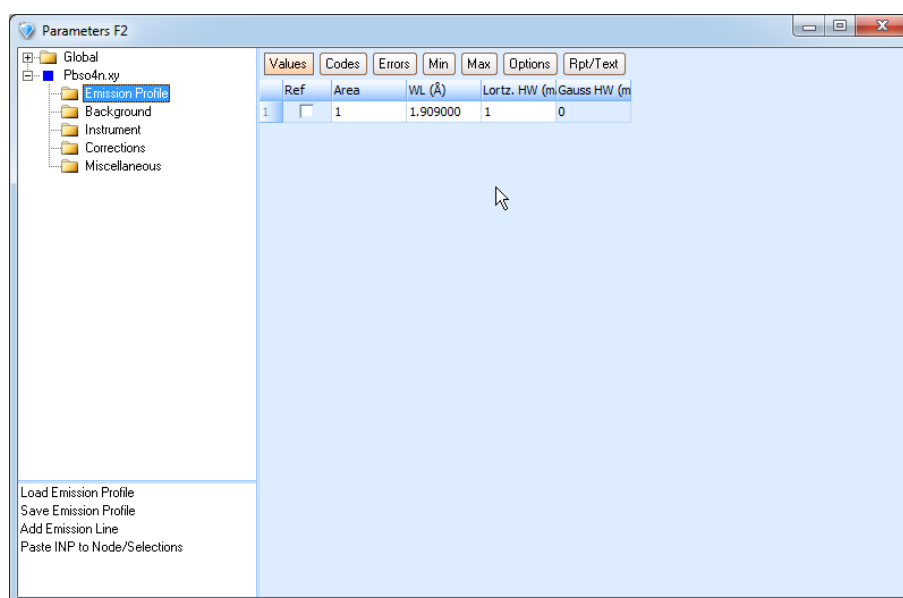 Parameters F2
Global
Pbso4n.xy
Emission Profile
Background
Instrument
Corrections
Miscellaneous
Values Codes Errors Min Max Options Rpt/Text
Ref Area WL (Å) Lortz. HW (m. Gauss HW (m
1 1 1.909000 1 0
Load Emission Profile
Save Emission Profile
Add Emission Line
Paste INP to Node/Selections